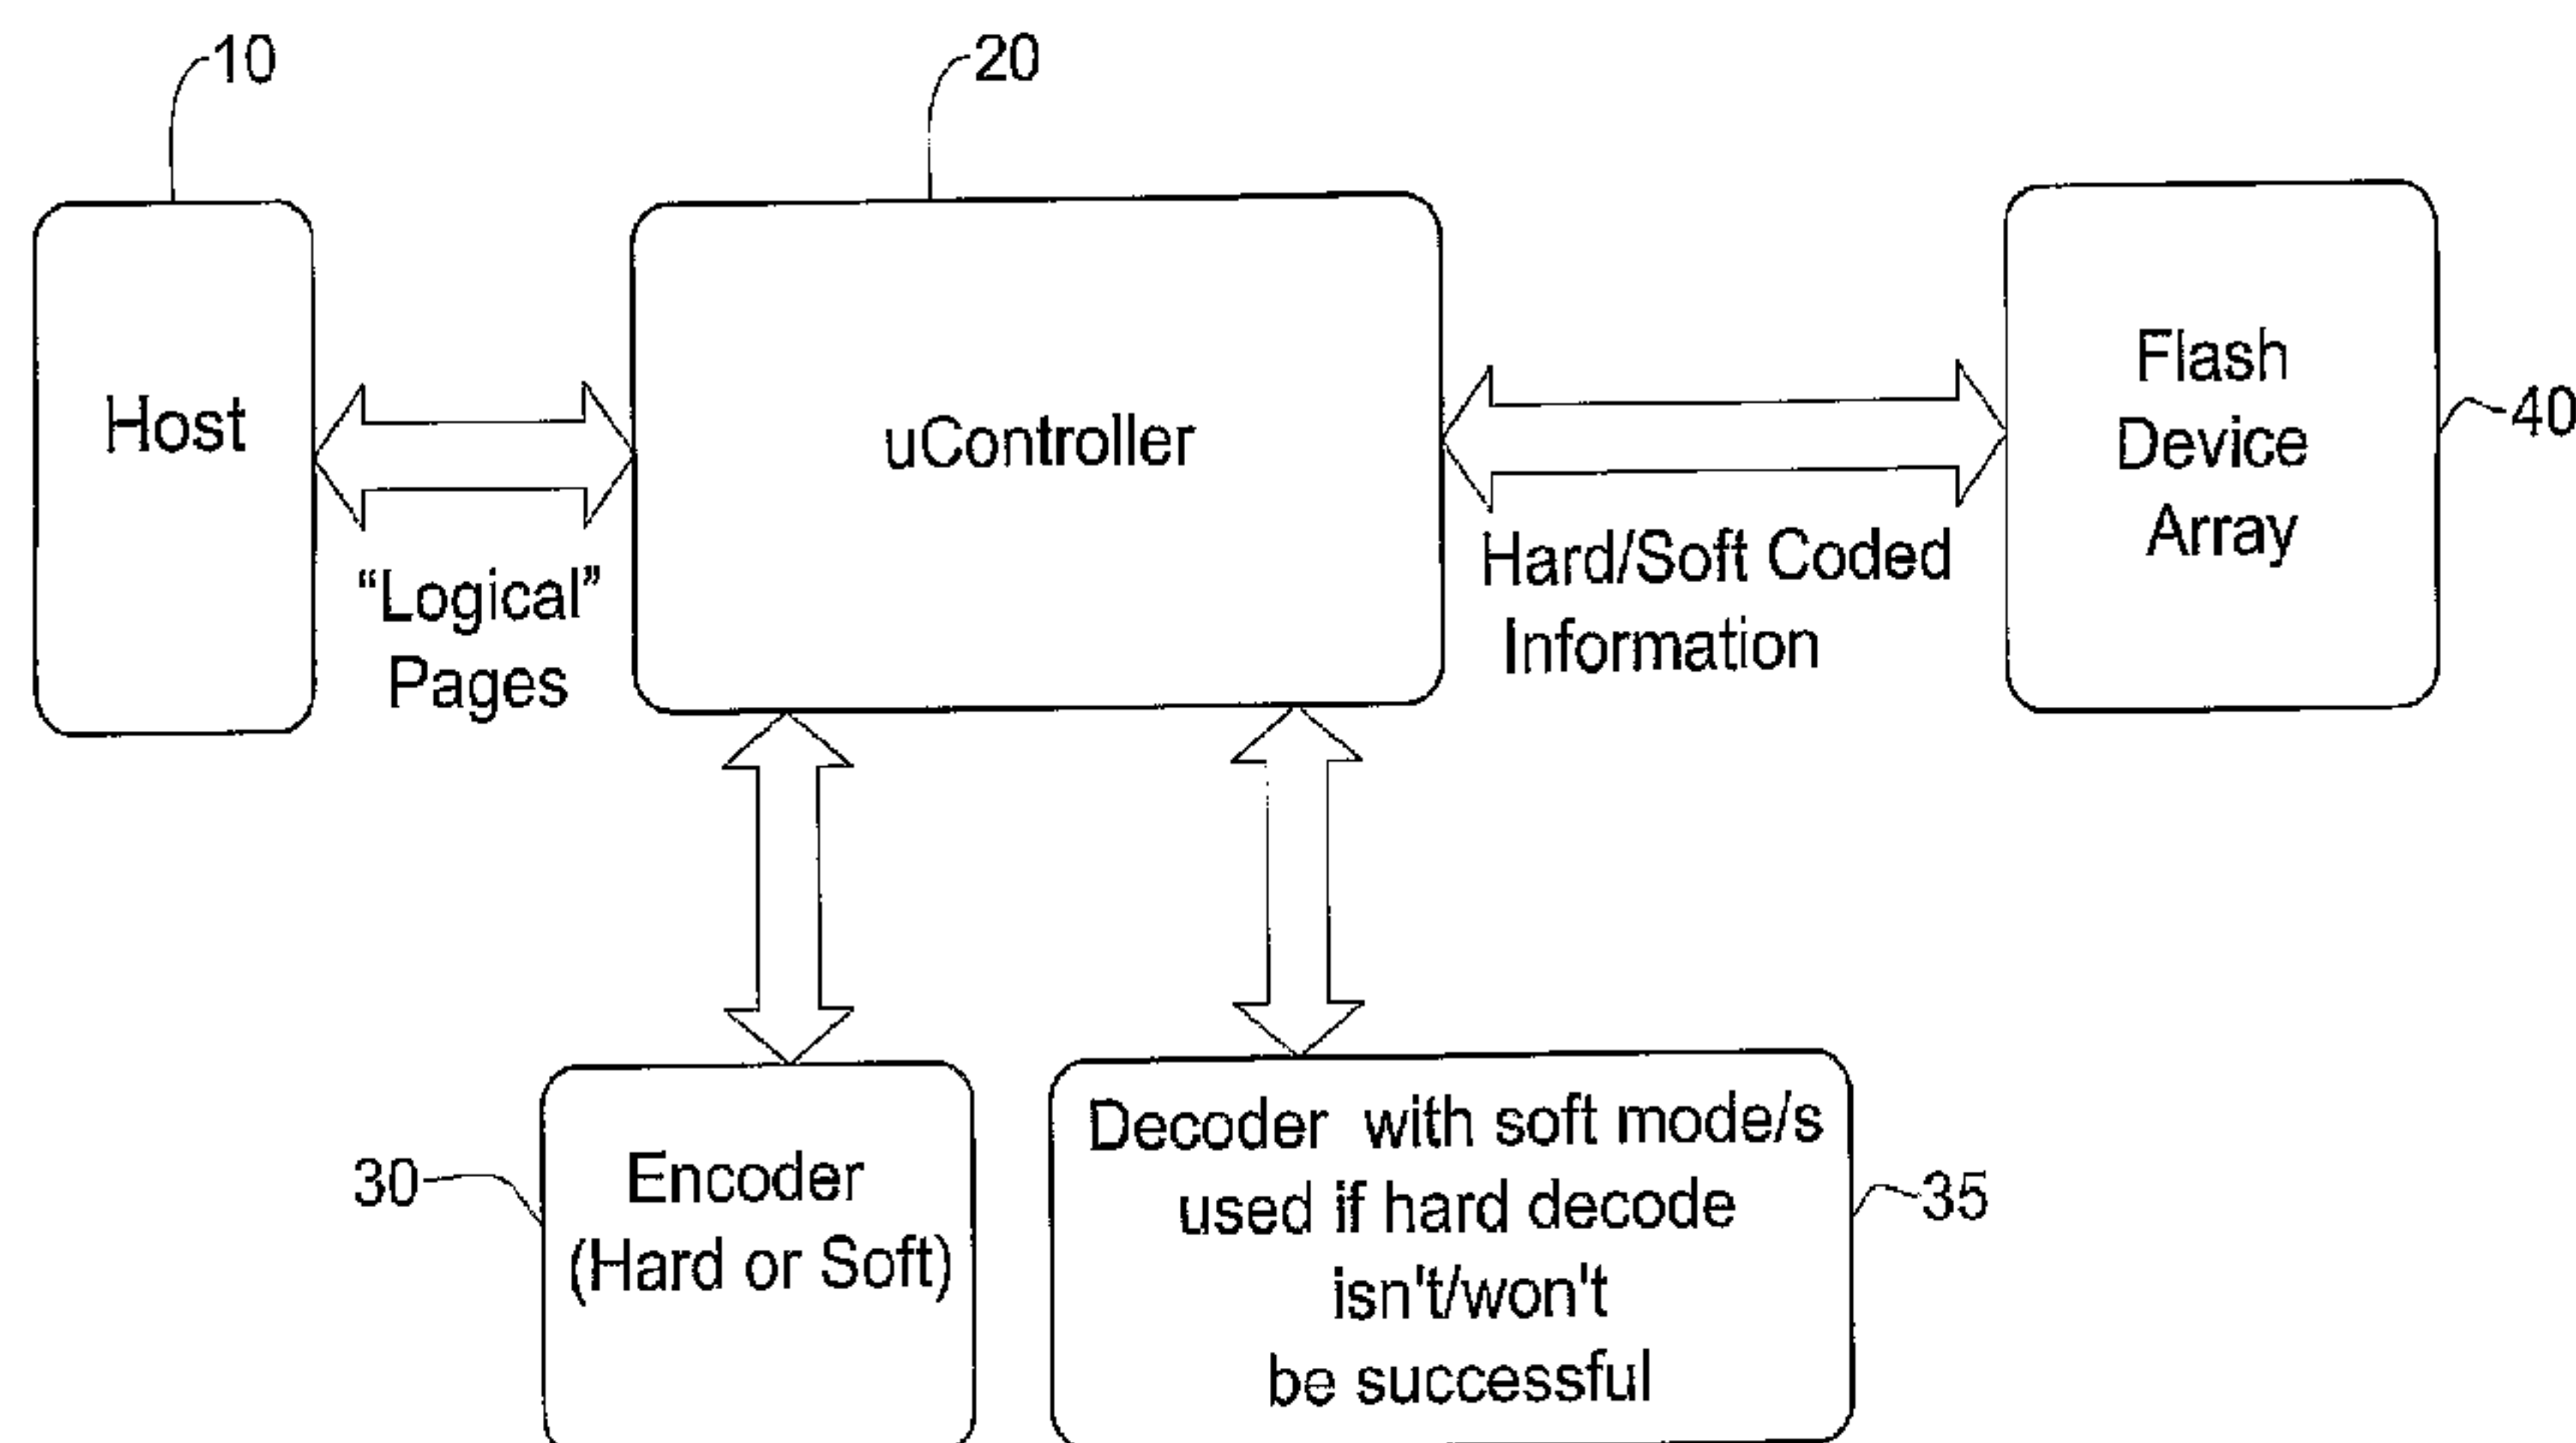 10
20
Host
"Logical"
Pages
uController
Hard/Soft Coded
Information
Flash
Device
Array
40
30
Encoder
(Hard or Soft)
Decoder with soft mode/s
used if hard decode
isn't/won't
be successful
35